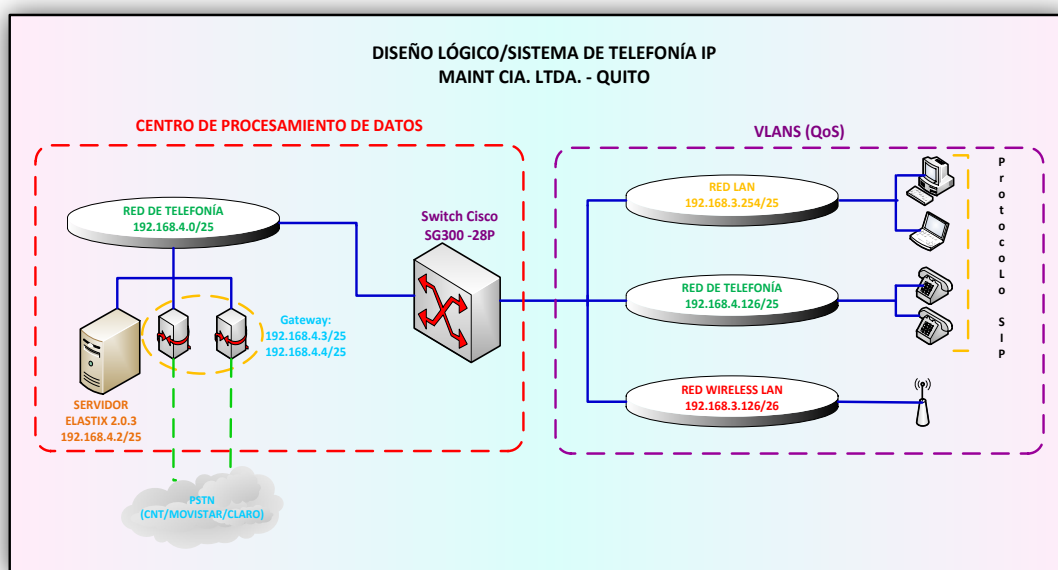 DISEÑO LÓGICO/SISTEMA DE TELEFONÍA IP
MAINT CIA. LTDA. - QUITO
CENTRO DE PROCESAMIENTO DE DATOS
RED DE TELEFONÍA
192.168.4.0/25
Switch Cisco
SG300 -28P
Gateway:
192.168.4.3/25
192.168.4.4/25
SERVIDOR
ELASTIX 2.0.3
192.168.4.2/25
PSTN
(CNT/MOVISTAR/CLARO)
VLANS (QoS)
RED LAN
192.168.3.254/25
RED DE TELEFONÍA
192.168.4.126/25
RED WIRELESS LAN
192.168.3.126/26
ProtocoLo SIP